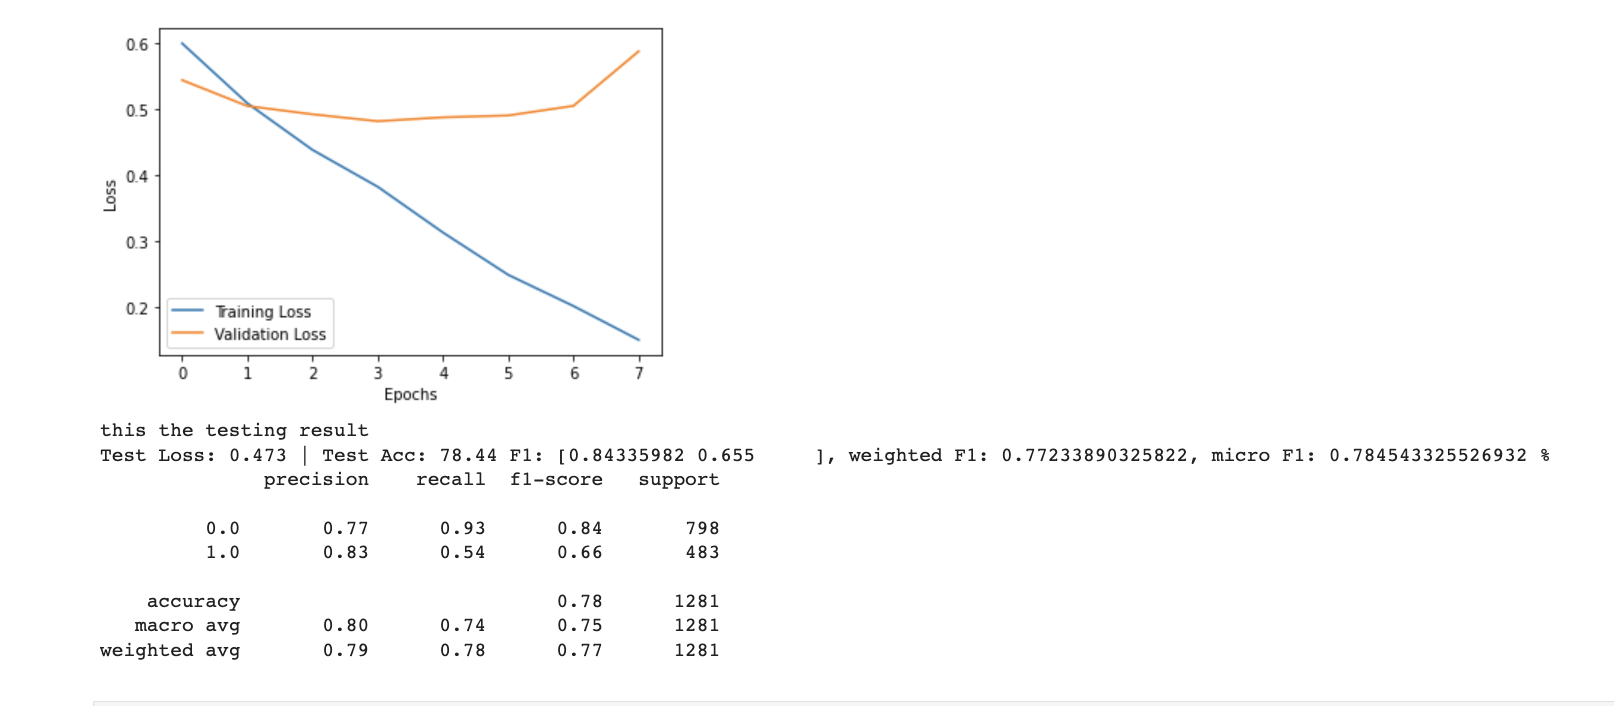 0.6
0.5
0.4
0.3
0.2
Loss
Training Loss
Validation Loss
0 1 2 3 4 5 6 7
Epochs
this the testing result
Test Loss: 0.473 | Test Acc: 78.44 F1: [0.84335982 0.655 ], weighted F1: 0.77233890325822, micro F1: 0.784543325526932 %
precision recall f1-score support
0.0 0.77 0.93 0.84 798
1.0 0.83 0.54 0.66 483
accuracy 0.78 1281
macro avg 0.80 0.74 0.75 1281
weighted avg 0.79 0.78 0.77 1281